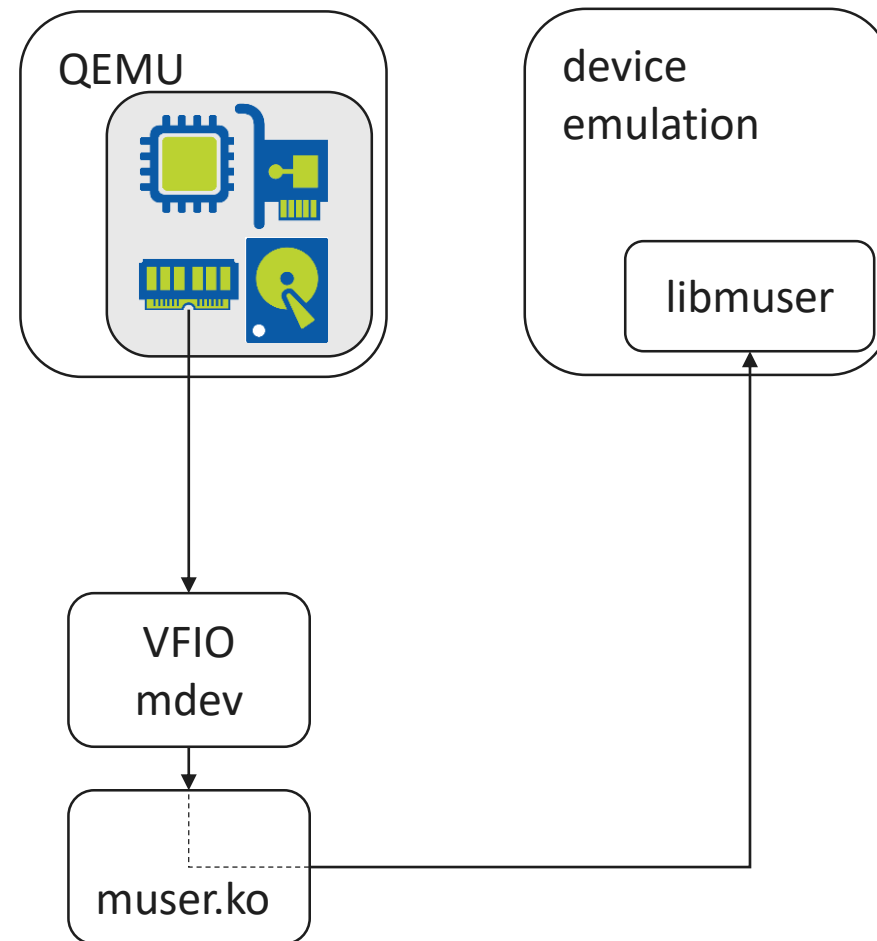 QEMU
device
emulation
libmuser
VFIO
mdev
muser.ko